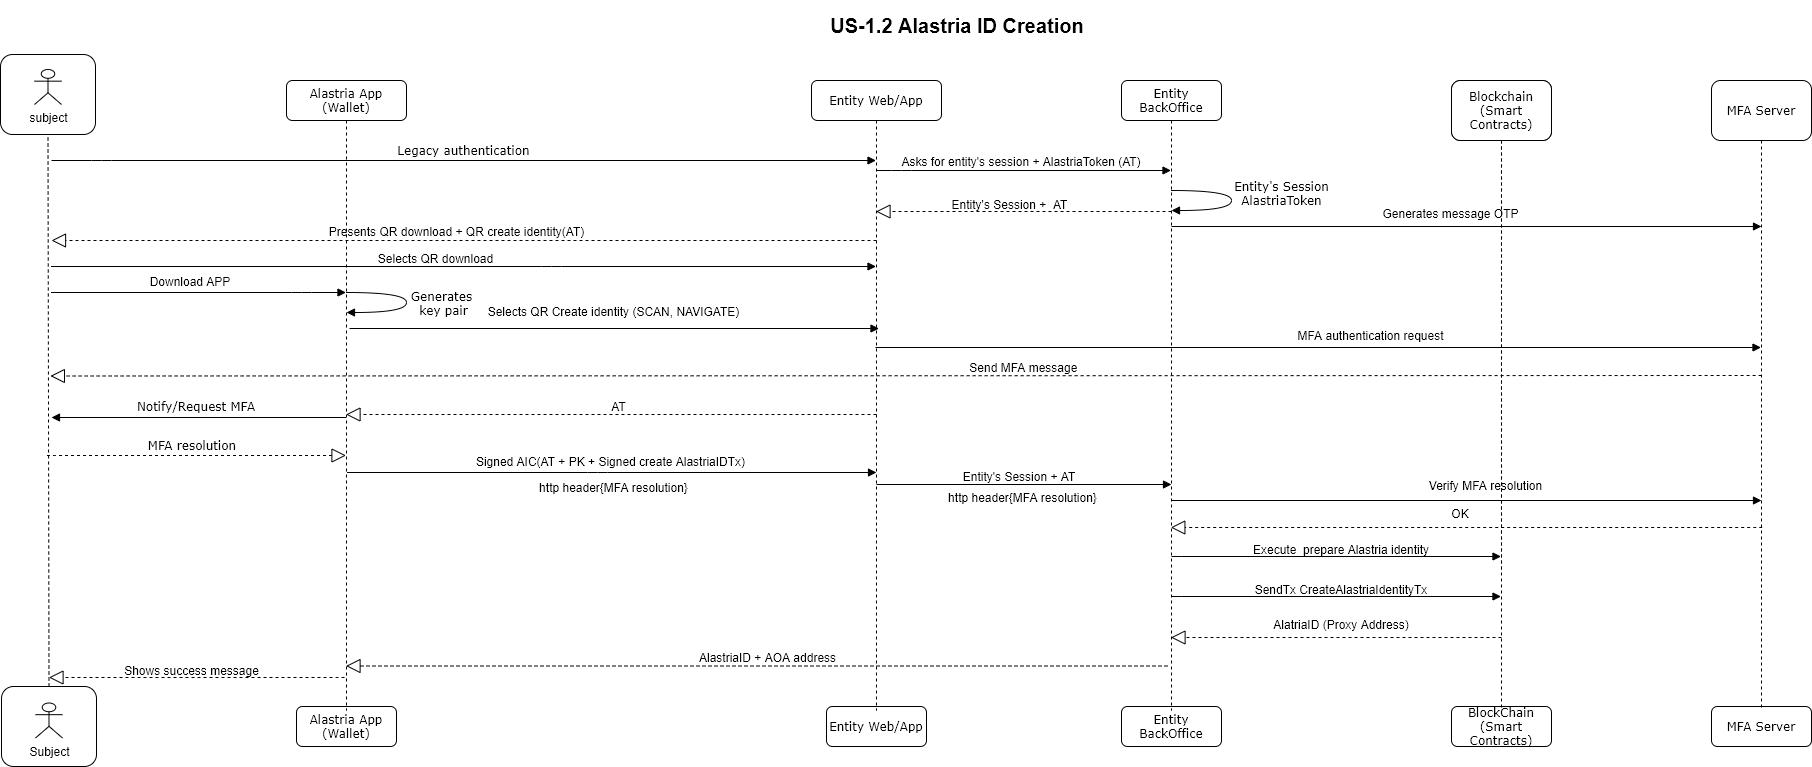 US-1.2 Alastria ID Creation
subject
Alastria App
(Wallet)
Entity Web/App
Entity
BackOffice
Blockchain
(Smart
Contracts)
MFA Server
Legacy authentication
Asks for entity's session + AlastriaToken (AT)
Entity's Session
AlastriaToken
Entity's Session +  AT
Generates message OTP
Presents QR download + QR create identity(AT)
Selects QR download
Download APP
Generates
key pair
Selects QR Create identity (SCAN, NAVIGATE)
MFA authentication request
Send MFA message
Notify/Request MFA
AT
MFA resolution
Signed AIC(AT + PK + Signed create AlastriaIDTx)
http header{MFA resolution}
Entity's Session + AT
http header{MFA resolution}
Verify MFA resolution
OK
Execute  prepare Alastria identity
SendTx CreateAlastriaIdentityTx
AlatriaID (Proxy Address)
AlastriaID + AOA address
Shows success message
Subject
Alastria App
(Wallet)
Entity Web/App
Entity
BackOffice
BlockChain
(Smart
Contracts)
MFA Server